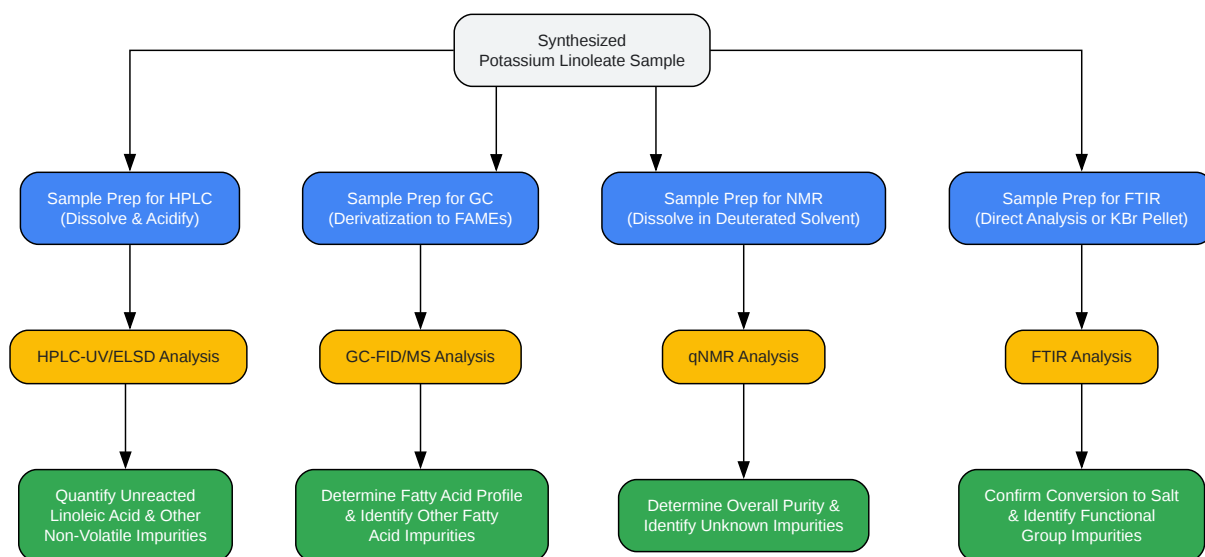 Synthesized
Potassium Linoleate Sample
Sample Prep for HPLC
(Dissolve & Acidify)
Sample Prep for GC
(Derivatization to FAMEs)
Sample Prep for NMR
(Dissolve in Deuterated Solvent)
Sample Prep for FTIR
(Direct Analysis or KBr Pellet)
HPLC-UV/ELSD Analysis
GC-FID/MS Analysis
qNMR Analysis
FTIR Analysis
Quantify Unreacted
Linoleic Acid & Other
Non-Volatile Impurities
Determine Fatty Acid Profile
& Identify Other Fatty
Acid Impurities
Determine Overall Purity &
Identify Unknown Impurities
Confirm Conversion to Salt
& Identify Functional
Group Impurities